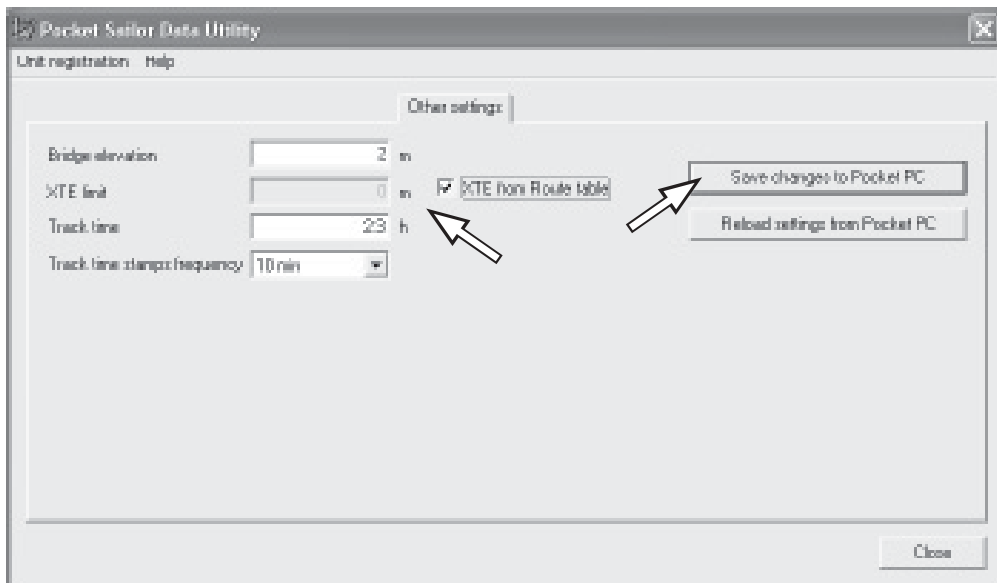 Pocket Sailor Data Utility
Unit registration Help
Other settings
Bridge elevation 2 m
XTE limit 0 m XTE from Route table
Save changes to Pocket PC
Track time 23 h
Reload settings from Pocket PC
Track time stamps frequency 10 min
Close